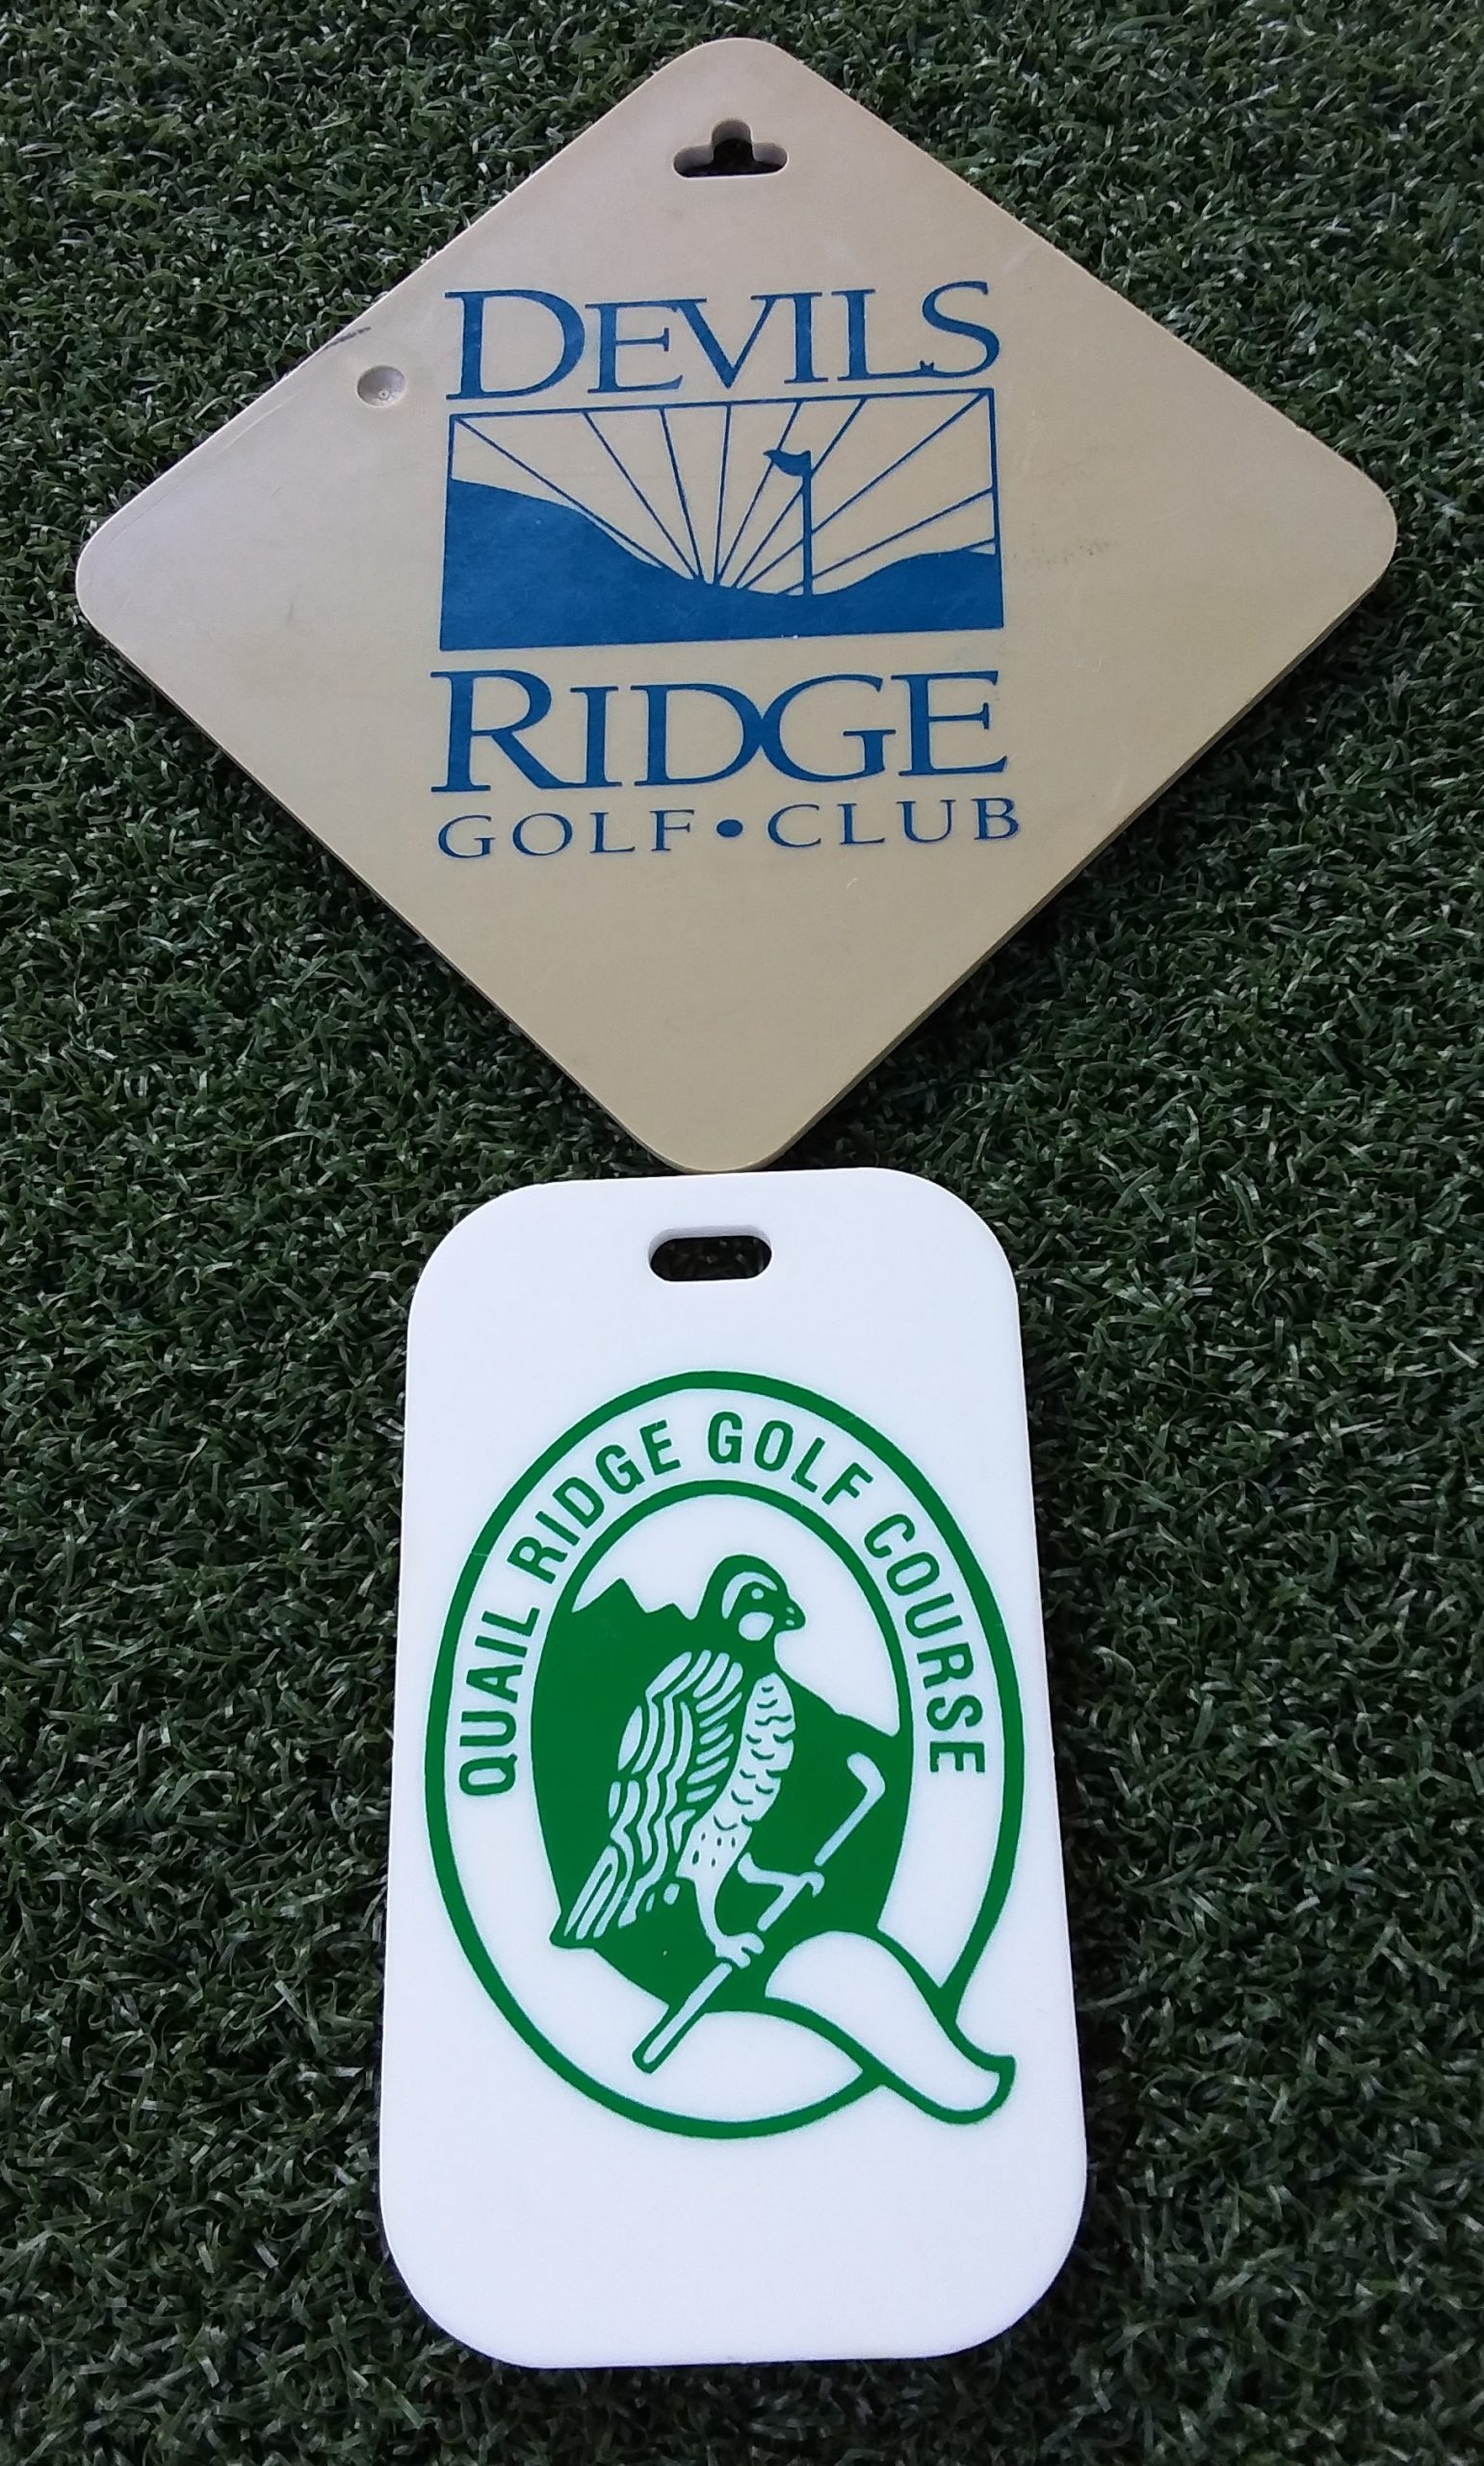 DEVILS
RIDGE
GOLF•CLUB
QUAIL RIDGE GOLF COURSE